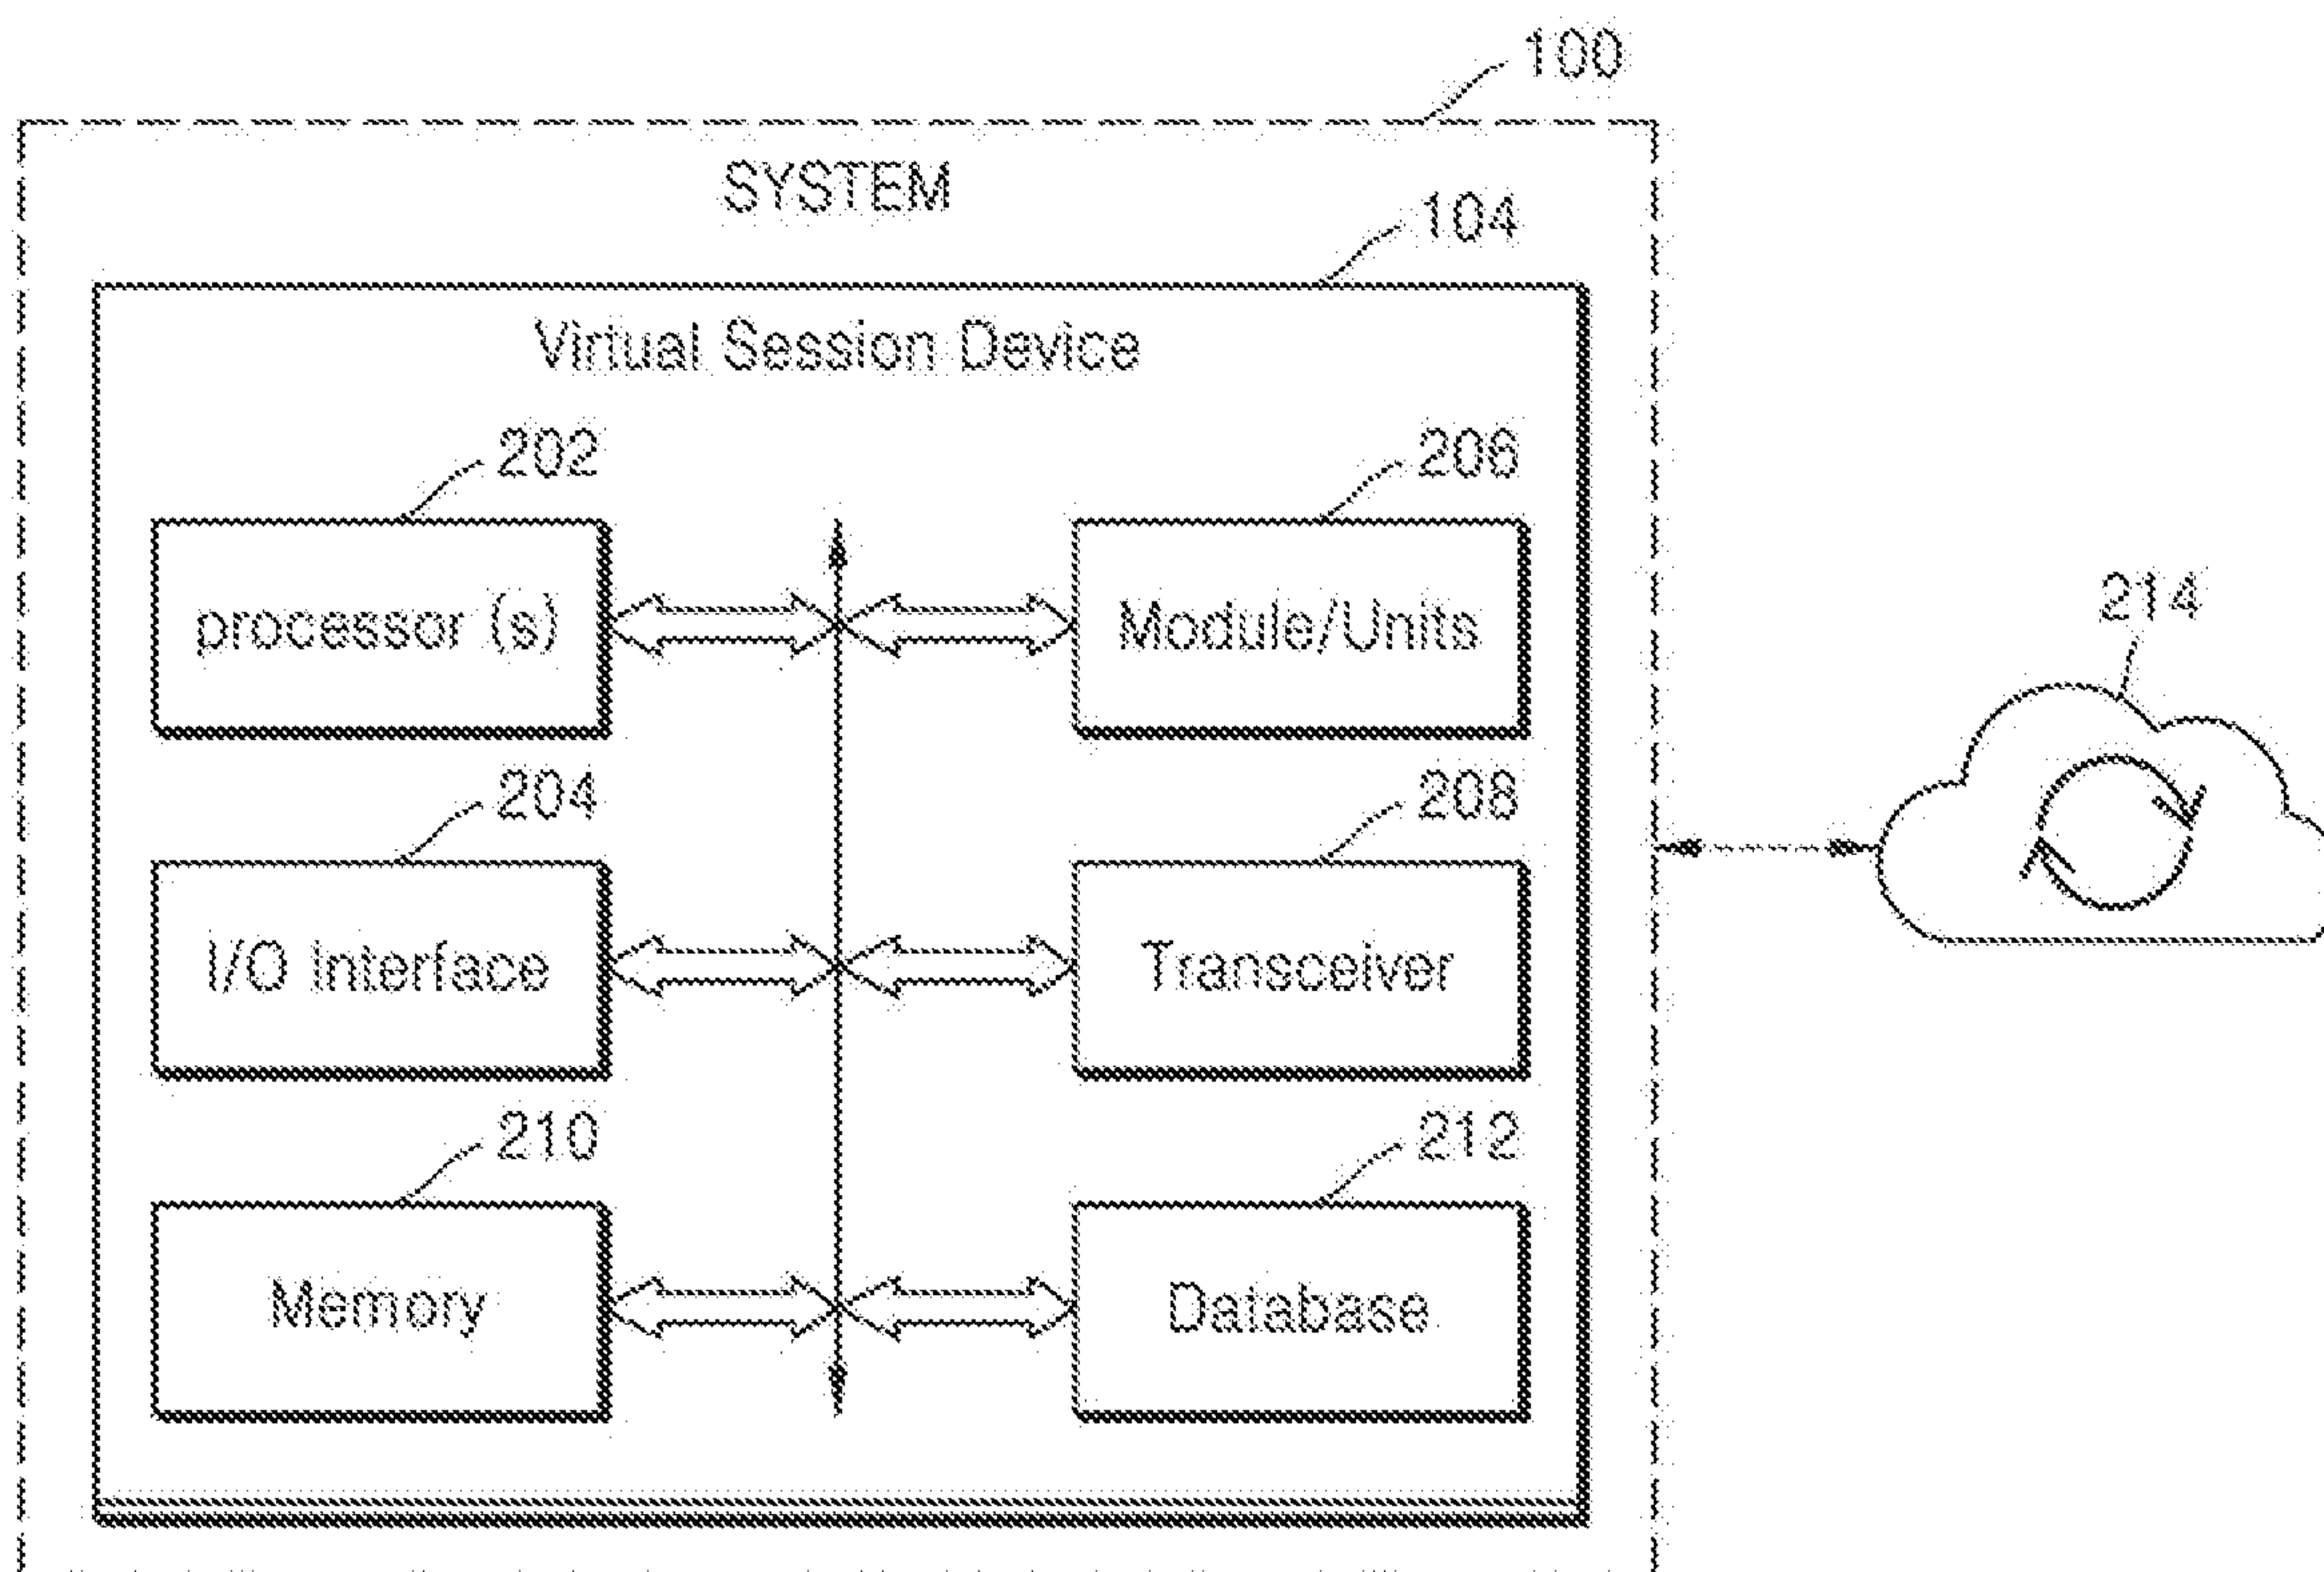 100
SYSTEM
104
Virtual Session Device
202
206
processor (s)
Module/Units
214
204
208
I/O Interface
Transceiver
210
212
Memory
Database